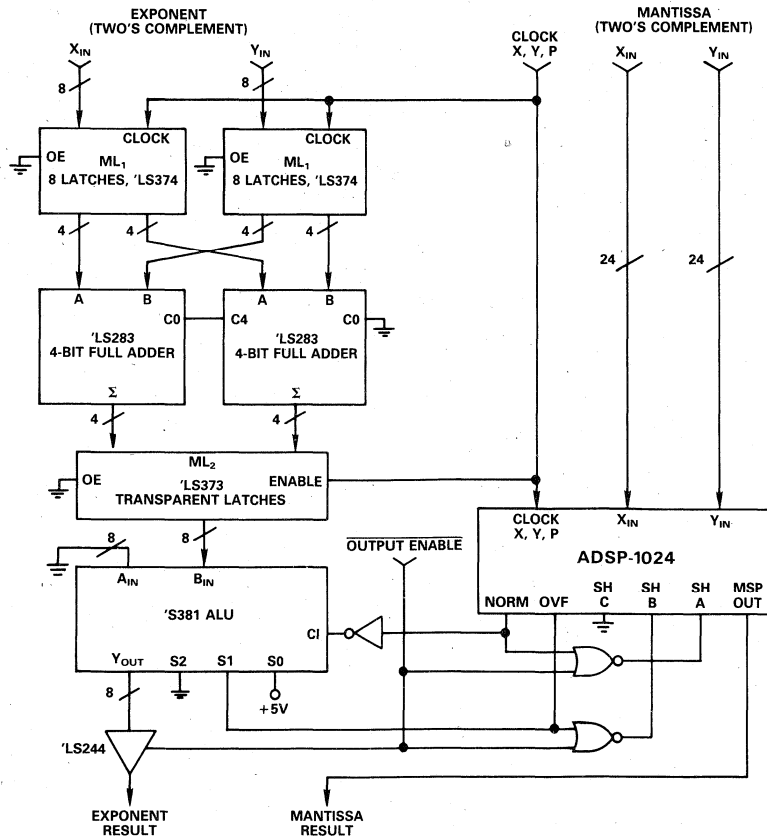 EXPONENT
(TWO'S COMPLEMENT)
MANTISSA
(TWO'S COMPLEMENT)
CLOCK
X, Y, P
XIN
YIN
XIN
YIN
8
8
CLOCK
OE
ML1
8 LATCHES, 'LS374
CLOCK
OE
ML1
8 LATCHES, 'LS374
4
4
4
4
24
24
A
B
C0
'LS283
4-BIT FULL ADDER
Σ
A
B
C4
C0
'LS283
4-BIT FULL ADDER
Σ
4
4
ML2
OE
'LS373
ENABLE
TRANSPARENT LATCHES
8
8
OUTPUT ENABLE
CLOCK
X, Y, P
XIN
YIN
ADSP-1024
NORM
OVF
SH
C
SH
B
SH
A
MSP
OUT
AIN
BIN
'S381 ALU
CI
YOUT
S2
S1
S0
8
+5V
'LS244
EXPONENT
RESULT
MANTISSA
RESULT